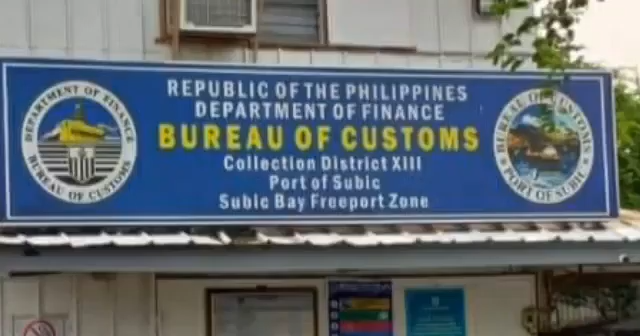 REPUBLIC OF THE PHILIPPINES
DEPARTMENT OF FINANCE
BUREAU OF CUSTOMS
Collection District XIII
Port of Subic
Subic Bay Freeport Zone
DEPARTMENT OF FINANCE
BUREAU OF CUSTOMS
BUREAU OF CUSTOMS
PORT OF SUBIC